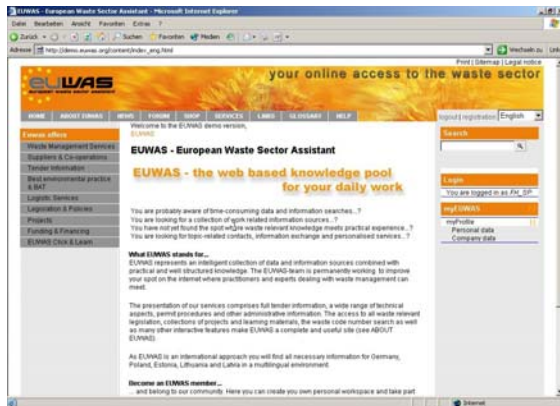 EUWAS - European Waste Sector Assistant - Microsoft Internet Explorer
Datei Bearbeiten Ansicht Favoriten Extras ?
Zurück Suchen Favoriten Medien
Adresse http://demo.euwas.org/content/index_eng.html Wechseln zu
Print | Sitemap | Legal notice
your online access to the waste sector
euwas
EUROPEAN WASTE SECTOR ASSISTANT
HOME ABOUT EUWAS NEWS FORUM SHOP SERVICES LINKS GLOSSARY HELP
logout | registration English
Euwas offers
Waste Management Services
Suppliers & Co-operations
Tender Information
Best environmental practice & BAT
Logistic Services
Legislation & Policies
Projects
Funding & Financing
EUWAS Click & Learn
Welcome to the EUWAS demo version,
EUWAS
EUWAS - European Waste Sector Assistant
EUWAS - the web based knowledge pool
for your daily work
You are probably aware of time-consuming data and information searches...?
You are looking for a collection of work related information sources...?
You have not yet found the spot where waste relevant knowledge meets practical experience...?
You are looking for topic-related contacts, information exchange and personalised services...?
What EUWAS stands for...
EUWAS represents an intelligent collection of data and information sources combined with
practical and well structured knowledge. The EUWAS-team is permanently working to improve
your spot on the internet where practitioners and experts dealing with waste management can
meet.
The presentation of our services comprises full tender information, a wide range of technical
aspects, permit procedures and other administrative information. The access to all waste relevant
legislation, collections of projects and learning materials, the waste code number search as well
as many other interactive features make EUWAS a complete and useful site (see ABOUT
EUWAS).
As EUWAS is an international approach you will find all necessary information for Germany,
Poland, Estonia, Lithuania and Latvia in a multilingual environment.
Become an EUWAS member...
... and belong to our community. Here you can create you own personal workspace and take part
Search
Login
You are logged in as FH_SP
myEUWAS
myProfile
Personal data
Company data
Internet